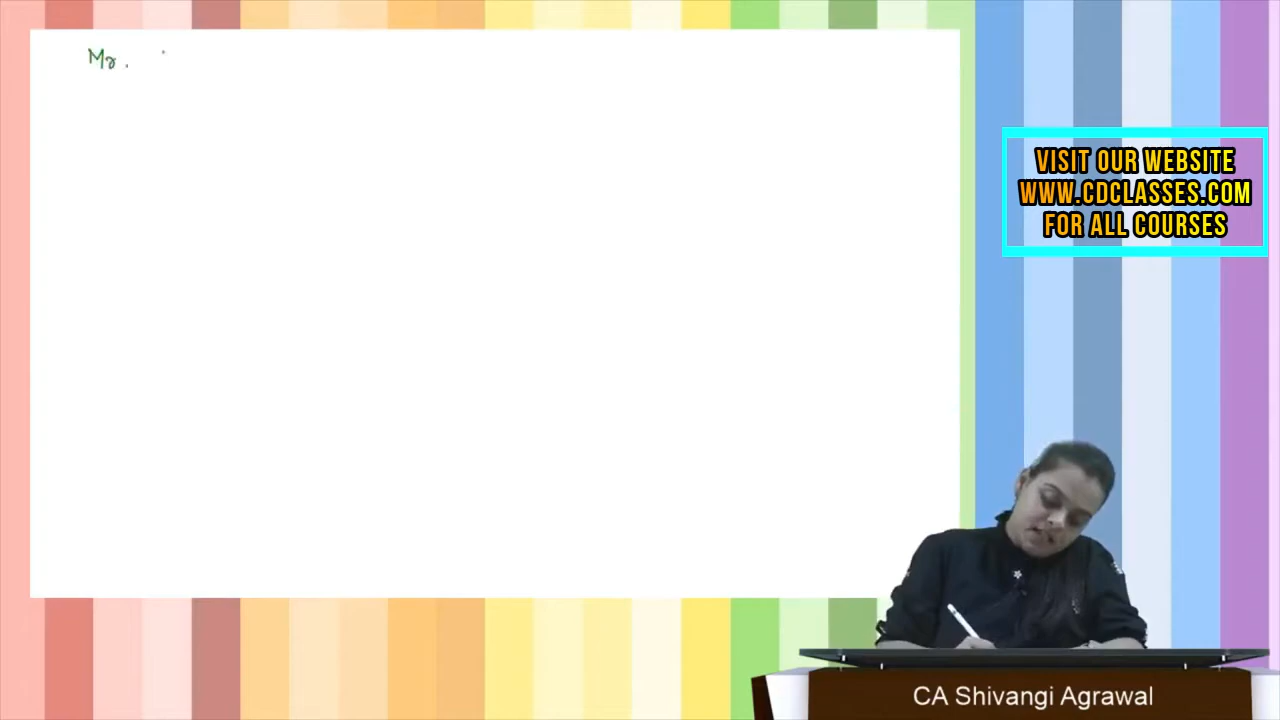 Mr.
VISIT OUR WEBSITE
WWW.CDCLASSES.COM
FOR ALL COURSES
CA Shivangi Agrawal